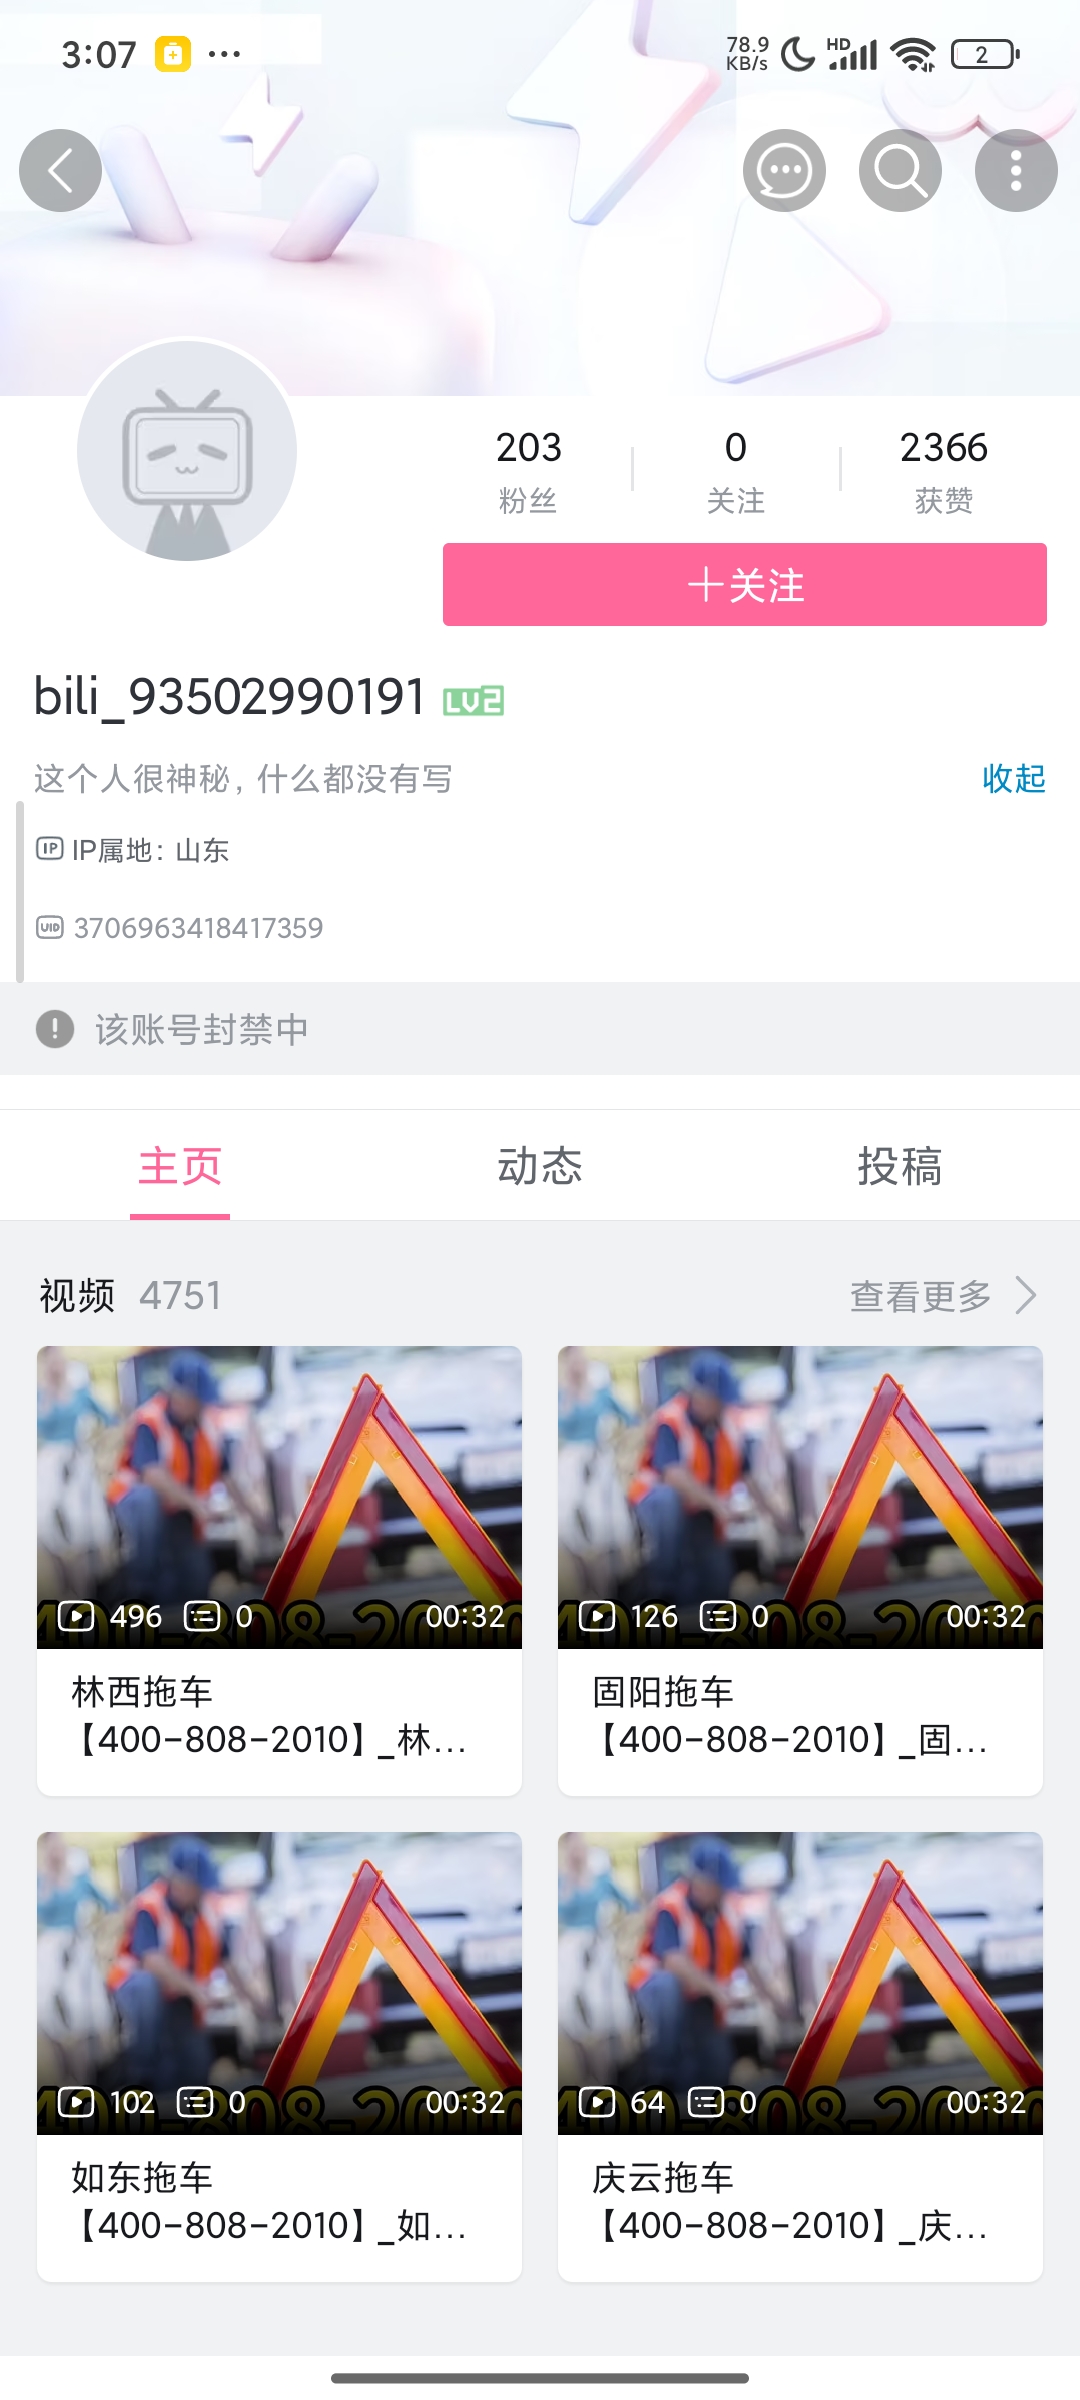 3:07
78.9 KB/s
HD
2
203
0
2366
粉丝
关注
获赞
关注
bili_93502990191 LV2
这个人很神秘，什么都没有写
收起
IP IP属地：山东
UID 3706963418417359
该账号封禁中
主页
动态
投稿
视频 4751
查看更多
496 0 00:32
126 0 00:32
林西拖车
【400-808-2010】_林...
固阳拖车
【400-808-2010】_固...
102 0 00:32
64 0 00:32
如东拖车
【400-808-2010】_如...
庆云拖车
【400-808-2010】_庆...